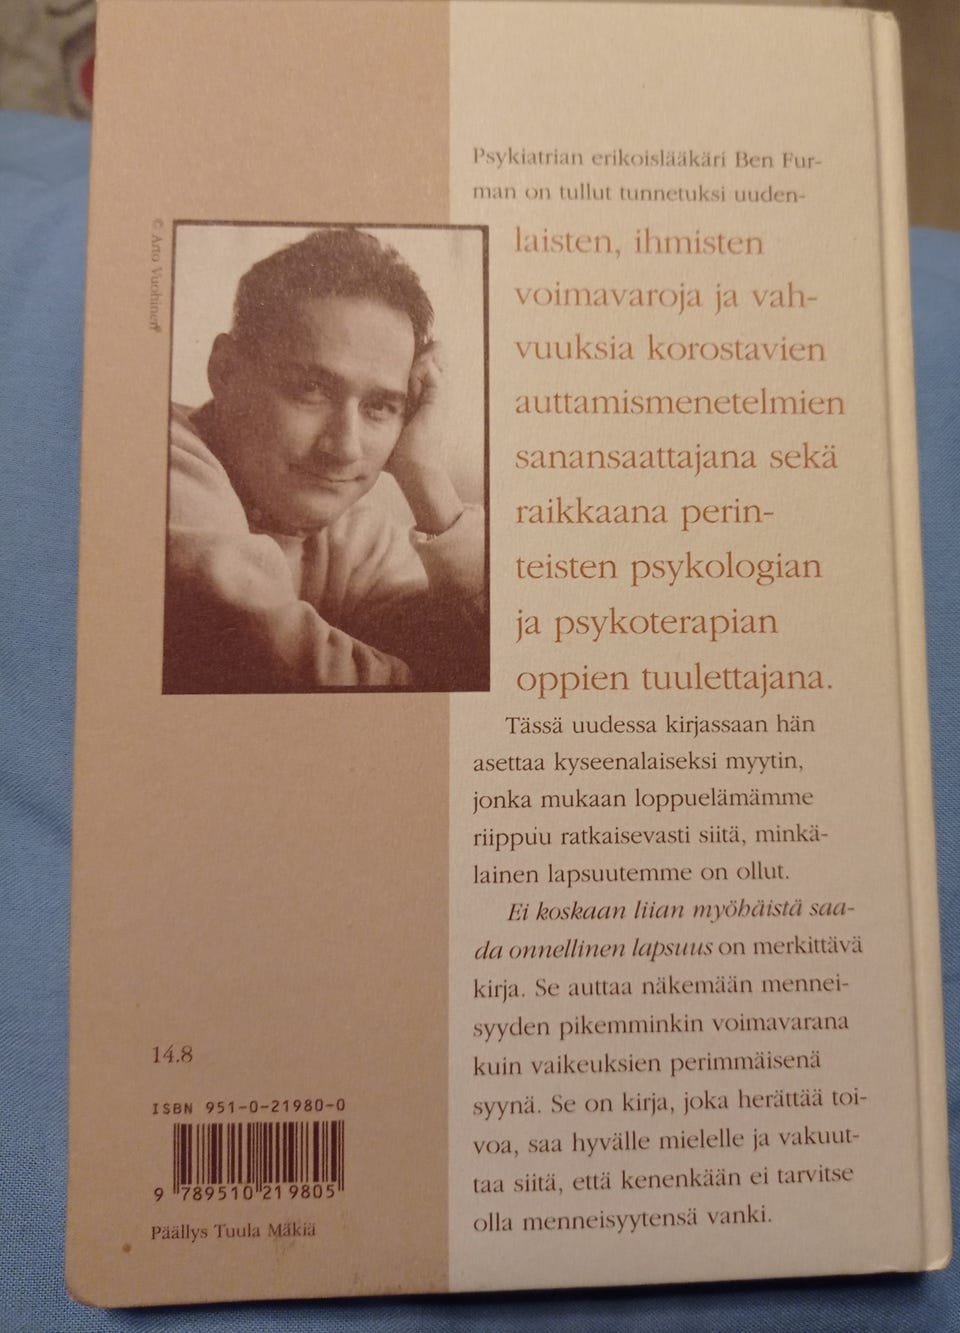 Psykiatrian erikoislääkäri Ben Fur-
man on tullut tunnetuksi uuden-
laisten, ihmisten
voimavaroja ja vah-
vuuksia korostavien
auttamismenetelmien
sanansaattajana sekä
raikkaana perin-
teisten psykologian
ja psykoterapian
oppien tuulettajana.
Tässä uudessa kirjassaan hän
asettaa kyseenalaiseksi myytin,
jonka mukaan loppuelämämme
riippuu ratkaisevasti siitä, minkä-
lainen lapsuutemme on ollut.
Ei koskaan liian myöhäistä saa-
da onnellinen lapsuus on merkittävä
kirja. Se auttaa näkemään mennei-
syyden pikemminkin voimavarana
kuin vaikeuksien perimmäisenä
syynä. Se on kirja, joka herättää toi-
voa, saa hyvälle mielelle ja vakuut-
taa siitä, että kenenkään ei tarvitse
olla menneisyytensä vanki.
© Arto Vuohinen
14.8
ISBN 951-0-21980-0
9 789510 219805
Päällys Tuula Mäkiä